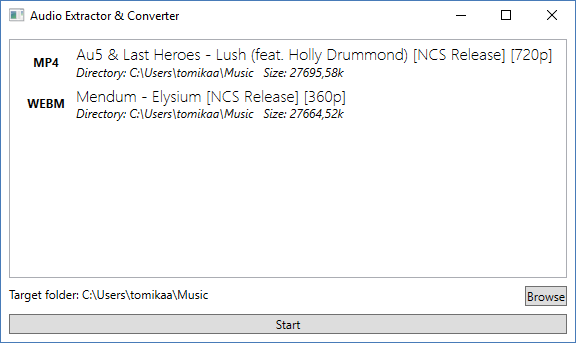 Audio Extractor & Converter
MP4 Au5 & Last Heroes - Lush (feat. Holly Drummond) [NCS Release] [720p]
Directory: C:\Users\tomikaa\Music Size: 27695,58k
WEBM Mendum - Elysium [NCS Release] [360p]
Directory: C:\Users\tomikaa\Music Size: 27664,52k
Target folder: C:\Users\tomikaa\Music Browse
Start